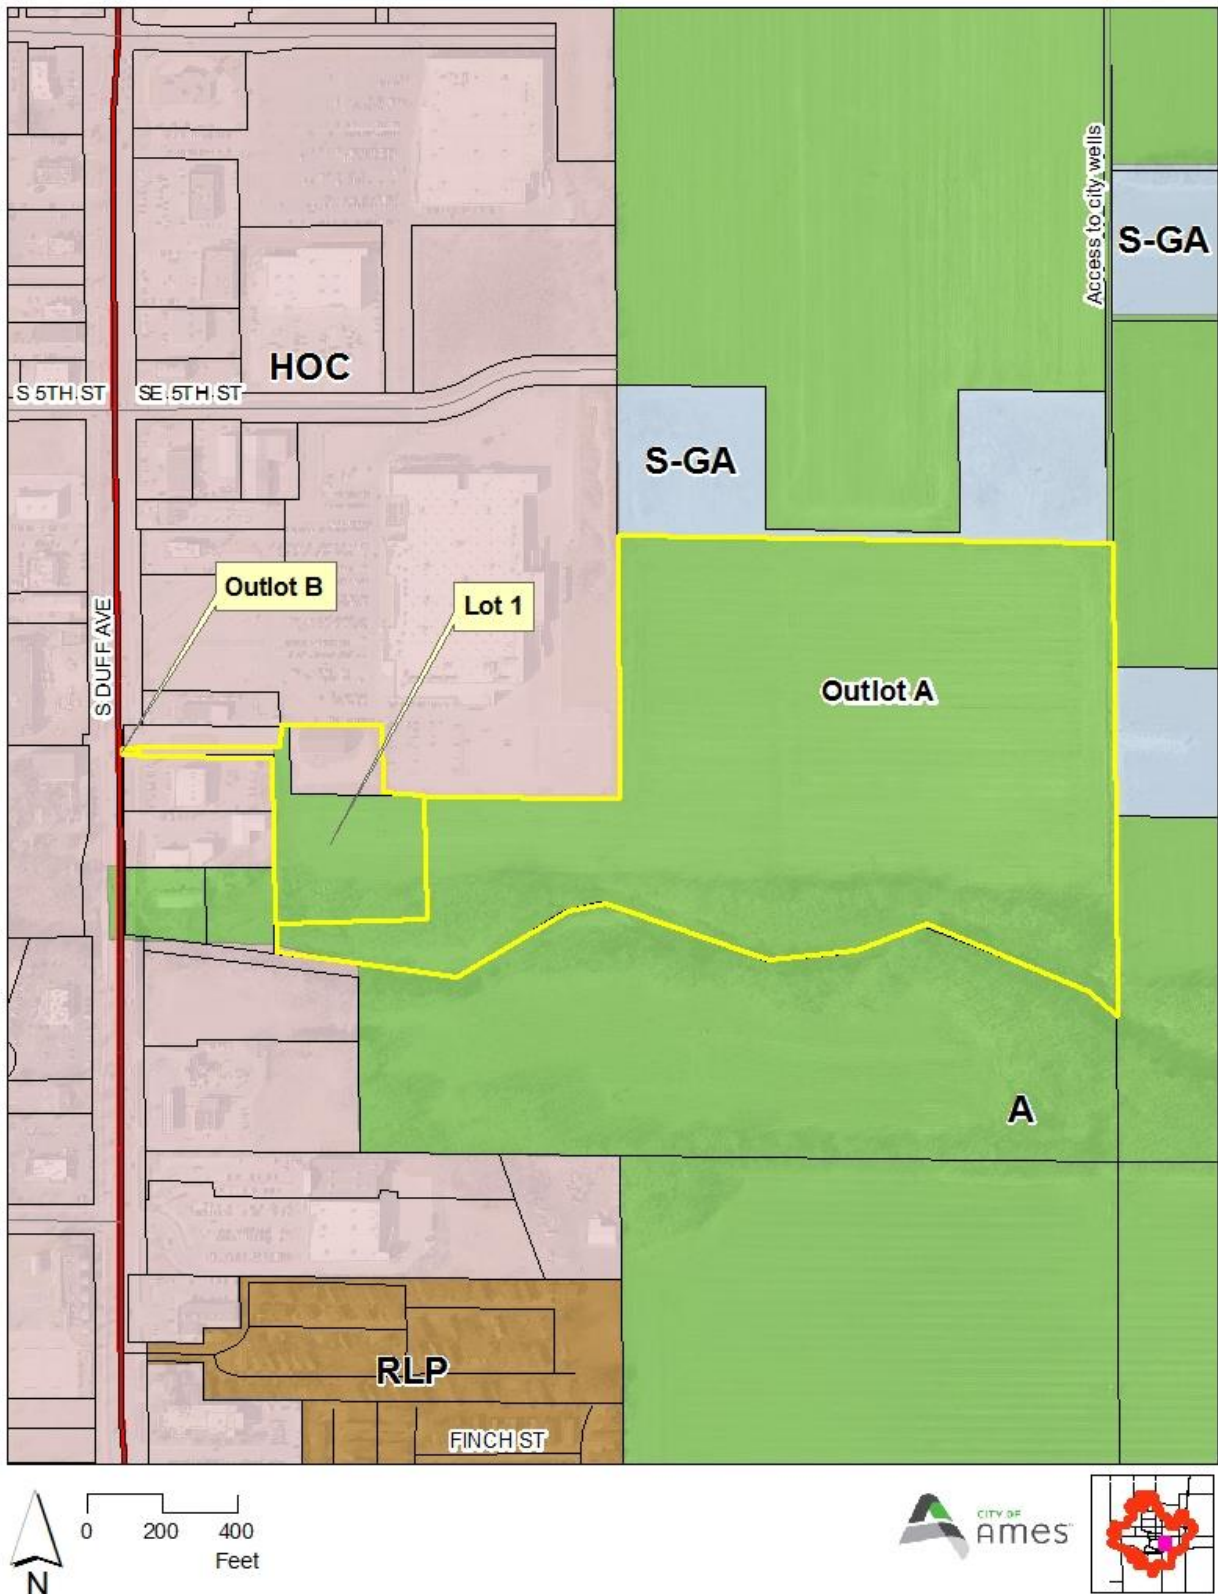 Access to city wells
S-GA
HOC
S 5TH ST
SE 5TH ST
S-GA
Outlot B
Lot 1
S DUFF AVE
Outlot A
A
RLP
FINCH ST
0 200 400
Feet
N
CITY OF
Ames